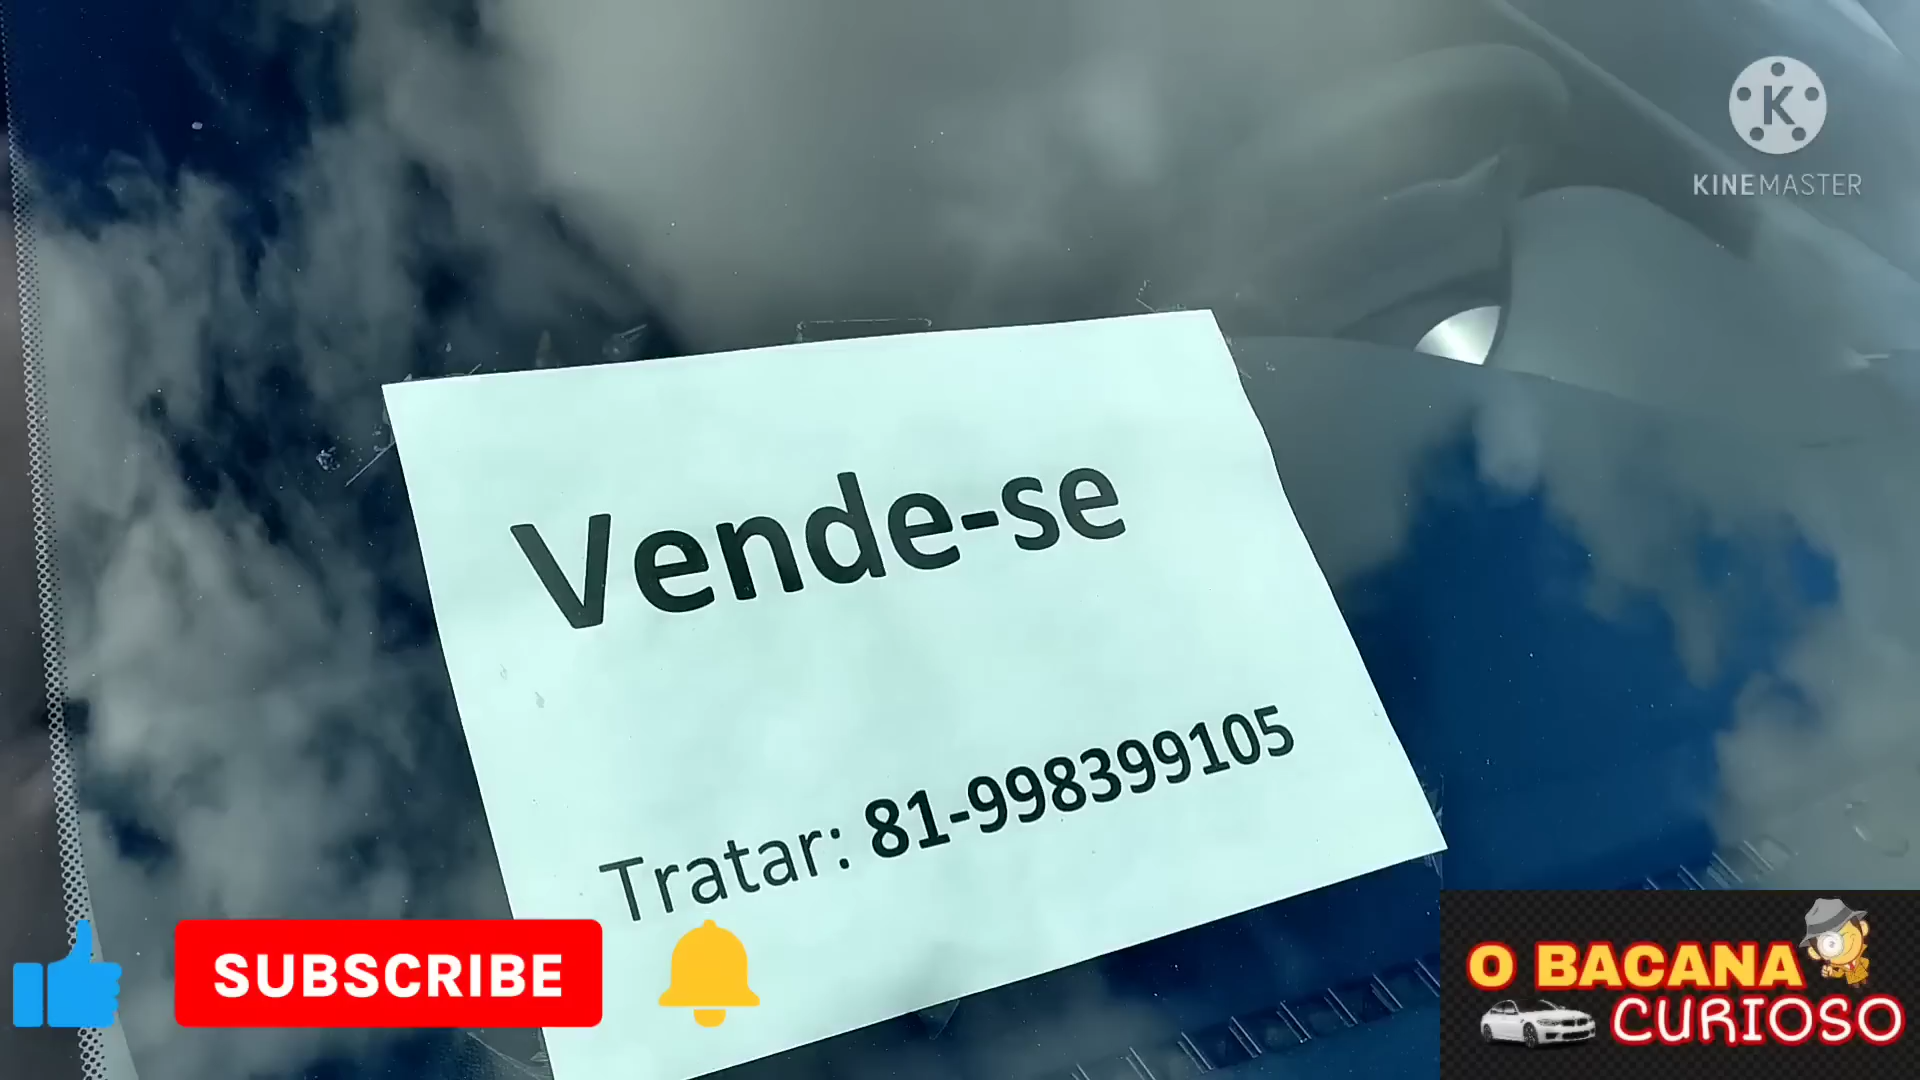 K
KINEMASTER
Vende-se
Tratar: 81-998399105
SUBSCRIBE
O BACANA
CURIOSO